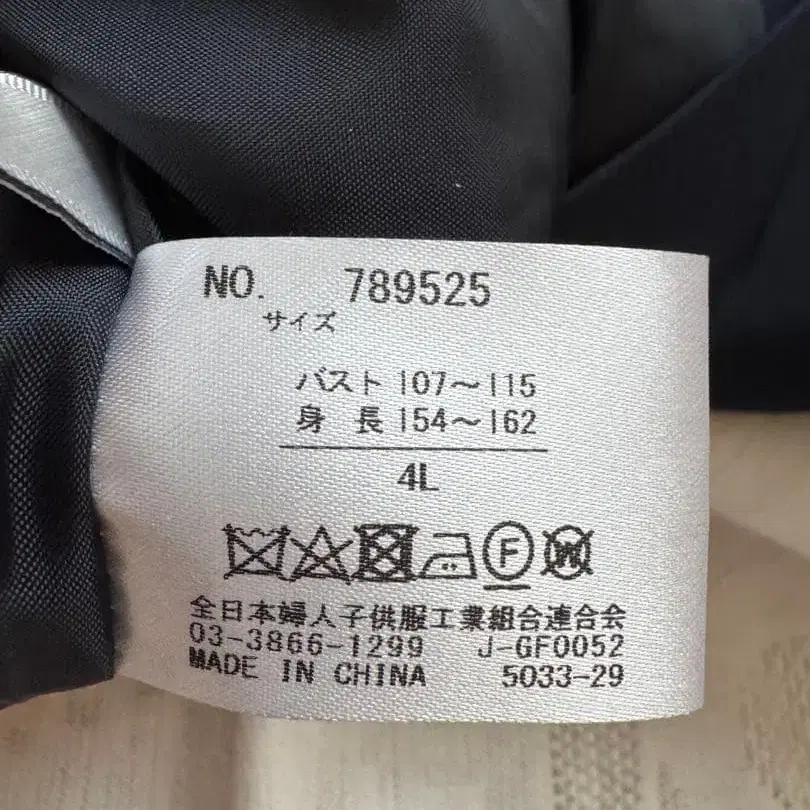 NO. 789525
サイズ
バスト 107～115
身 長 154～162
4L
F W
全日本婦人子供服工業組合連合会
03-3866-1299 J-GF0052
MADE IN CHINA 5033-29